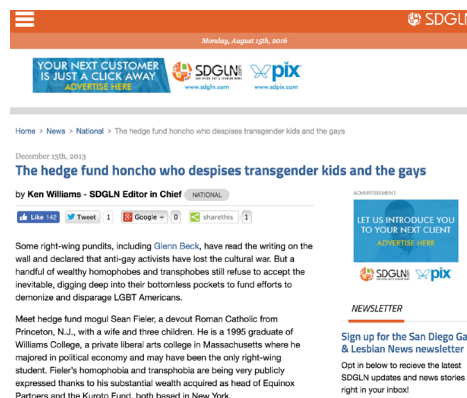 SDGLN
Monday, August 15th, 2016
YOUR NEXT CUSTOMER
IS JUST A CLICK AWAY
ADVERTISE HERE
SDGLN
www.sdgln.com
pix
www.sdpix.com
Home > News > National > The hedge fund honcho who despises transgender kids and the gays
December 13th, 2013
The hedge fund honcho who despises transgender kids and the gays
by Ken Williams - SDGLN Editor in Chief NATIONAL
Like 142 Tweet 1 Google + 0 sharethis 1
Some right-wing pundits, including Glenn Beck, have read the writing on the
wall and declared that anti-gay activists have lost the cultural war. But a
handful of wealthy homophobes and transphobes still refuse to accept the
inevitable, digging deep into their bottomless pockets to fund efforts to
demonize and disparage LGBT Americans.
Meet hedge fund mogul Sean Fieler, a devout Roman Catholic from
Princeton, N.J., with a wife and three children. He is a 1995 graduate of
Williams College, a private liberal arts college in Massachusetts where he
majored in political economy and may have been the only right-wing
student. Fieler's homophobia and transphobia are being very publicly
expressed thanks to his substantial wealth acquired as head of Equinox
Partners and the Kuroto Fund, both based in New York.
ADVERTISEMENT
LET US INTRODUCE YOU
TO YOUR NEXT CLIENT
ADVERTISE HERE
SDGLN pix
NEWSLETTER
Sign up for the San Diego Ga
& Lesbian News newsletter
Opt in below to recieve the latest
SDGLN updates and news stories
right in your inbox!